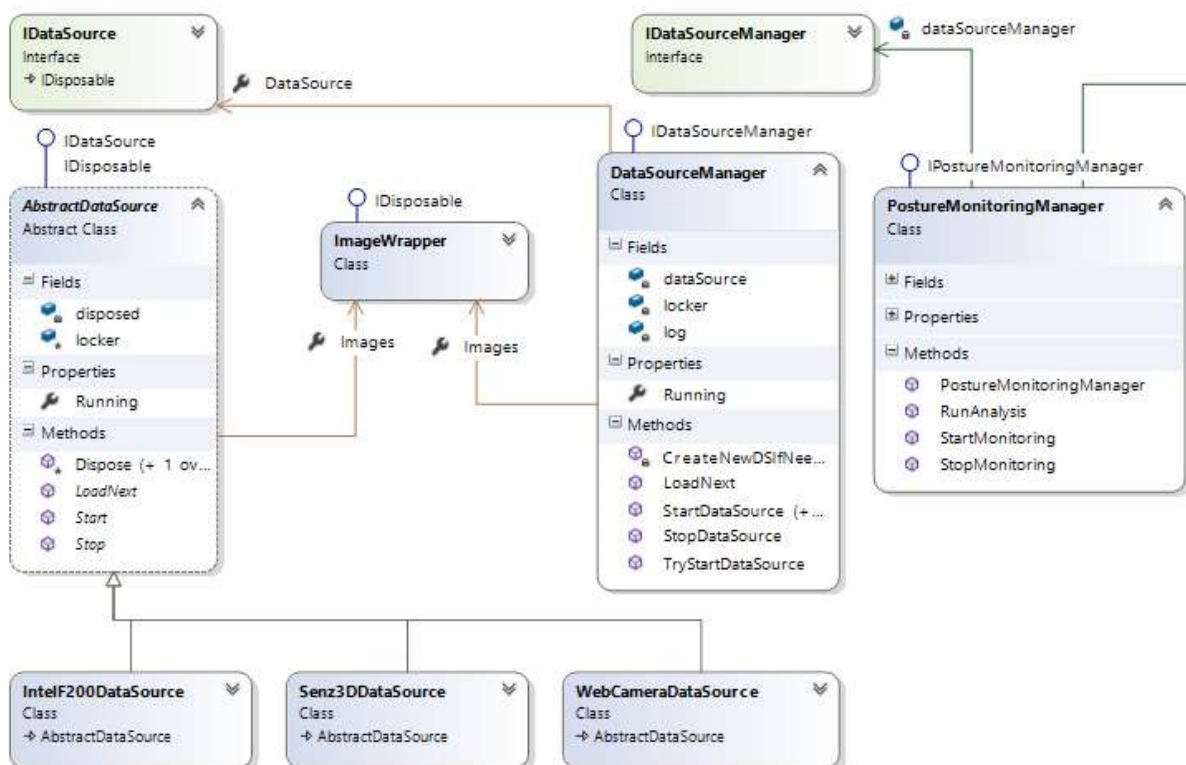 IDataSource
Interface
IDisposable
DataSource
IDataSourceManager
Interface
dataSourceManager
IDataSource
IDisposable
AbstractDataSource
Abstract Class
Fields
disposed
locker
Properties
Running
Methods
Dispose (+ 1 ov...
LoadNext
Start
Stop
IDisposable
ImageWrapper
Class
Images
Images
IDataSourceManager
DataSourceManager
Class
Fields
dataSource
locker
log
Properties
Running
Methods
CreateNewDSIfNee...
LoadNext
StartDataSource (+ ...
StopDataSource
TryStartDataSource
IPostureMonitoringManager
PostureMonitoringManager
Class
Fields
Properties
Methods
PostureMonitoringManager
RunAnalysis
StartMonitoring
StopMonitoring
IntelF200DataSource
Class
AbstractDataSource
Senz3DDataSource
Class
AbstractDataSource
WebCameraDataSource
Class
AbstractDataSource